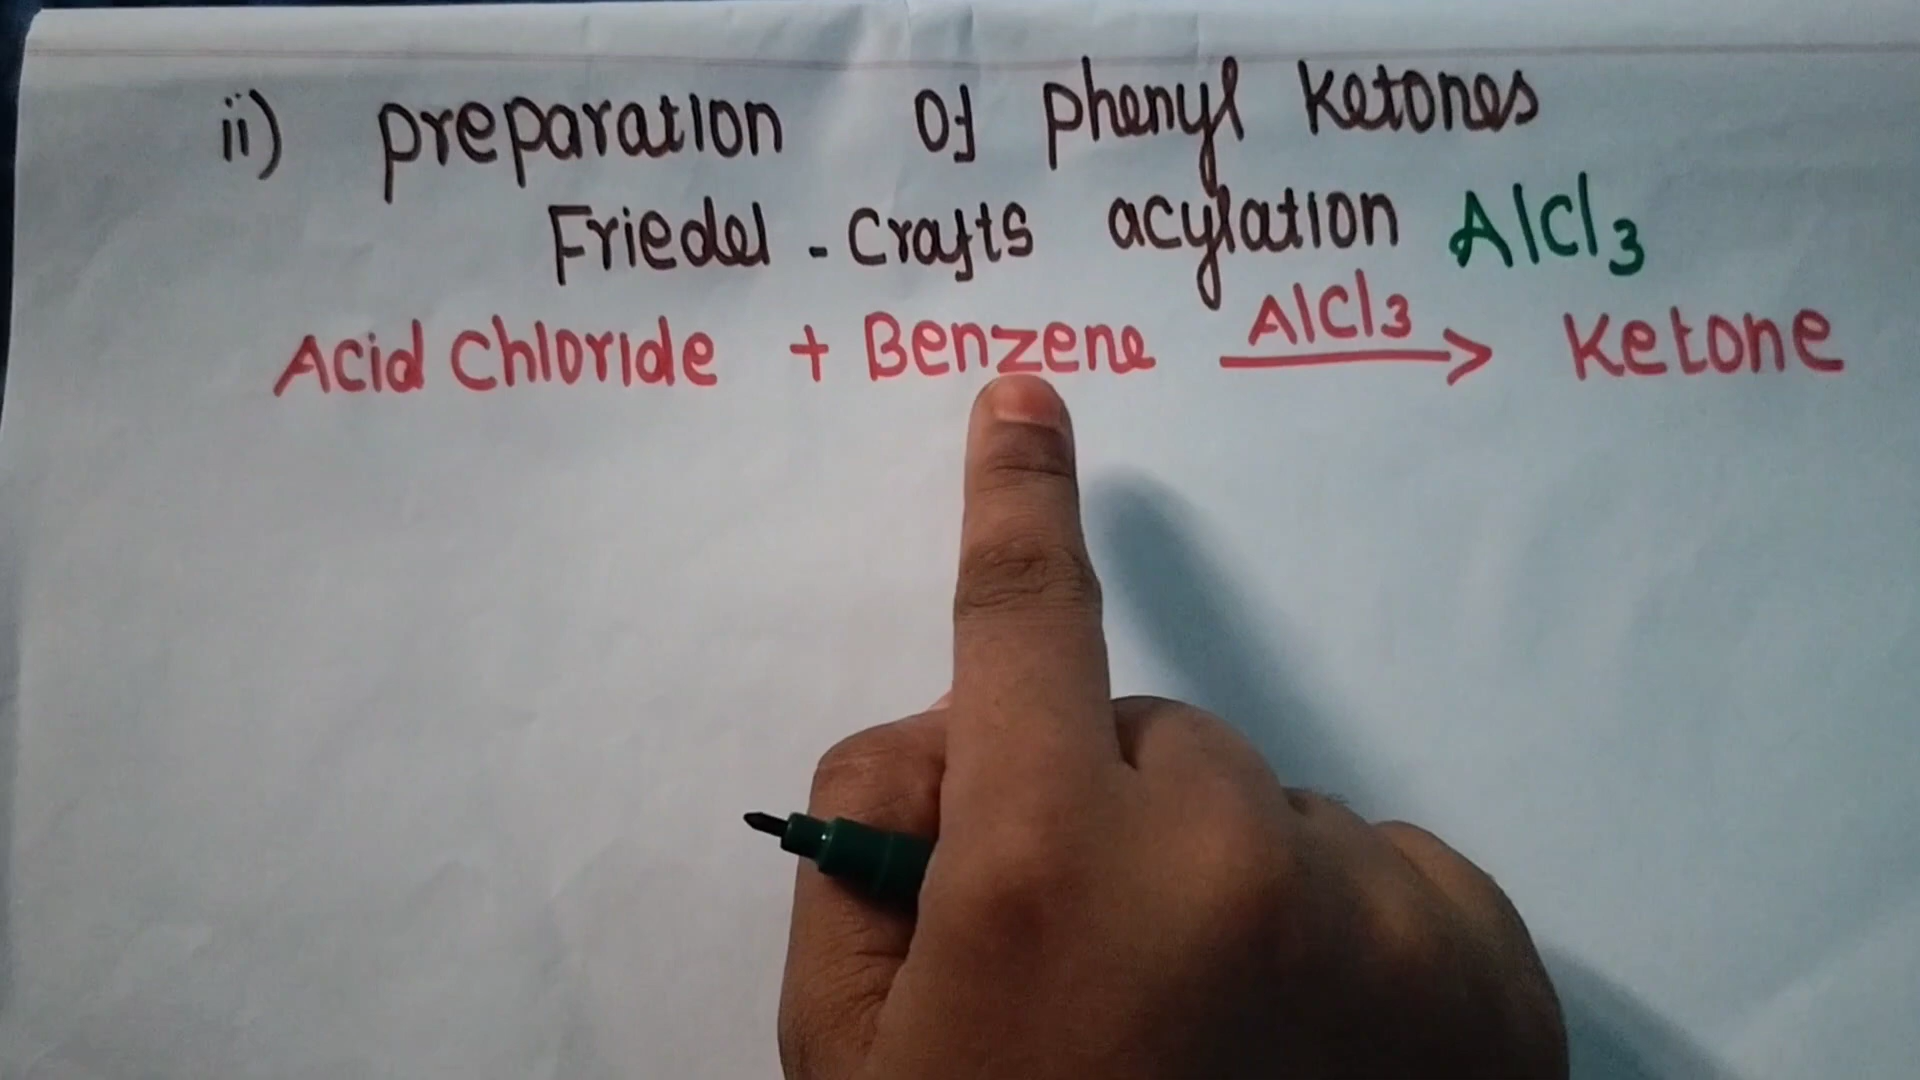 ii) preparation of phenyl Ketones
Friedel - Crafts acylation AlCl3
Acid Chloride + Benzene AlCl3 → Ketone